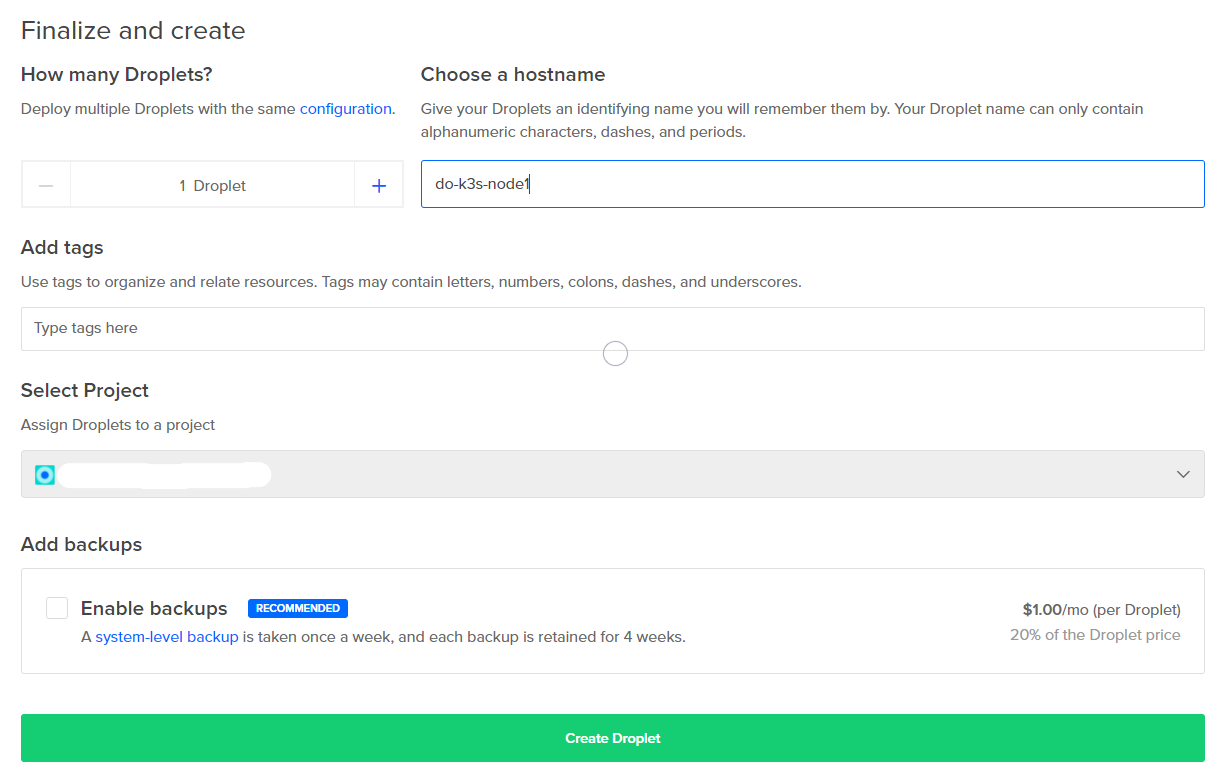 Finalize and create
How many Droplets?
Deploy multiple Droplets with the same configuration.
1 Droplet
Choose a hostname
Give your Droplets an identifying name you will remember them by. Your Droplet name can only contain
alphanumeric characters, dashes, and periods.
do-k3s-node1
Add tags
Use tags to organize and relate resources. Tags may contain letters, numbers, colons, dashes, and underscores.
Type tags here
Select Project
Assign Droplets to a project
Add backups
Enable backups RECOMMENDED
A system-level backup is taken once a week, and each backup is retained for 4 weeks.
$1.00/mo (per Droplet)
20% of the Droplet price
Create Droplet